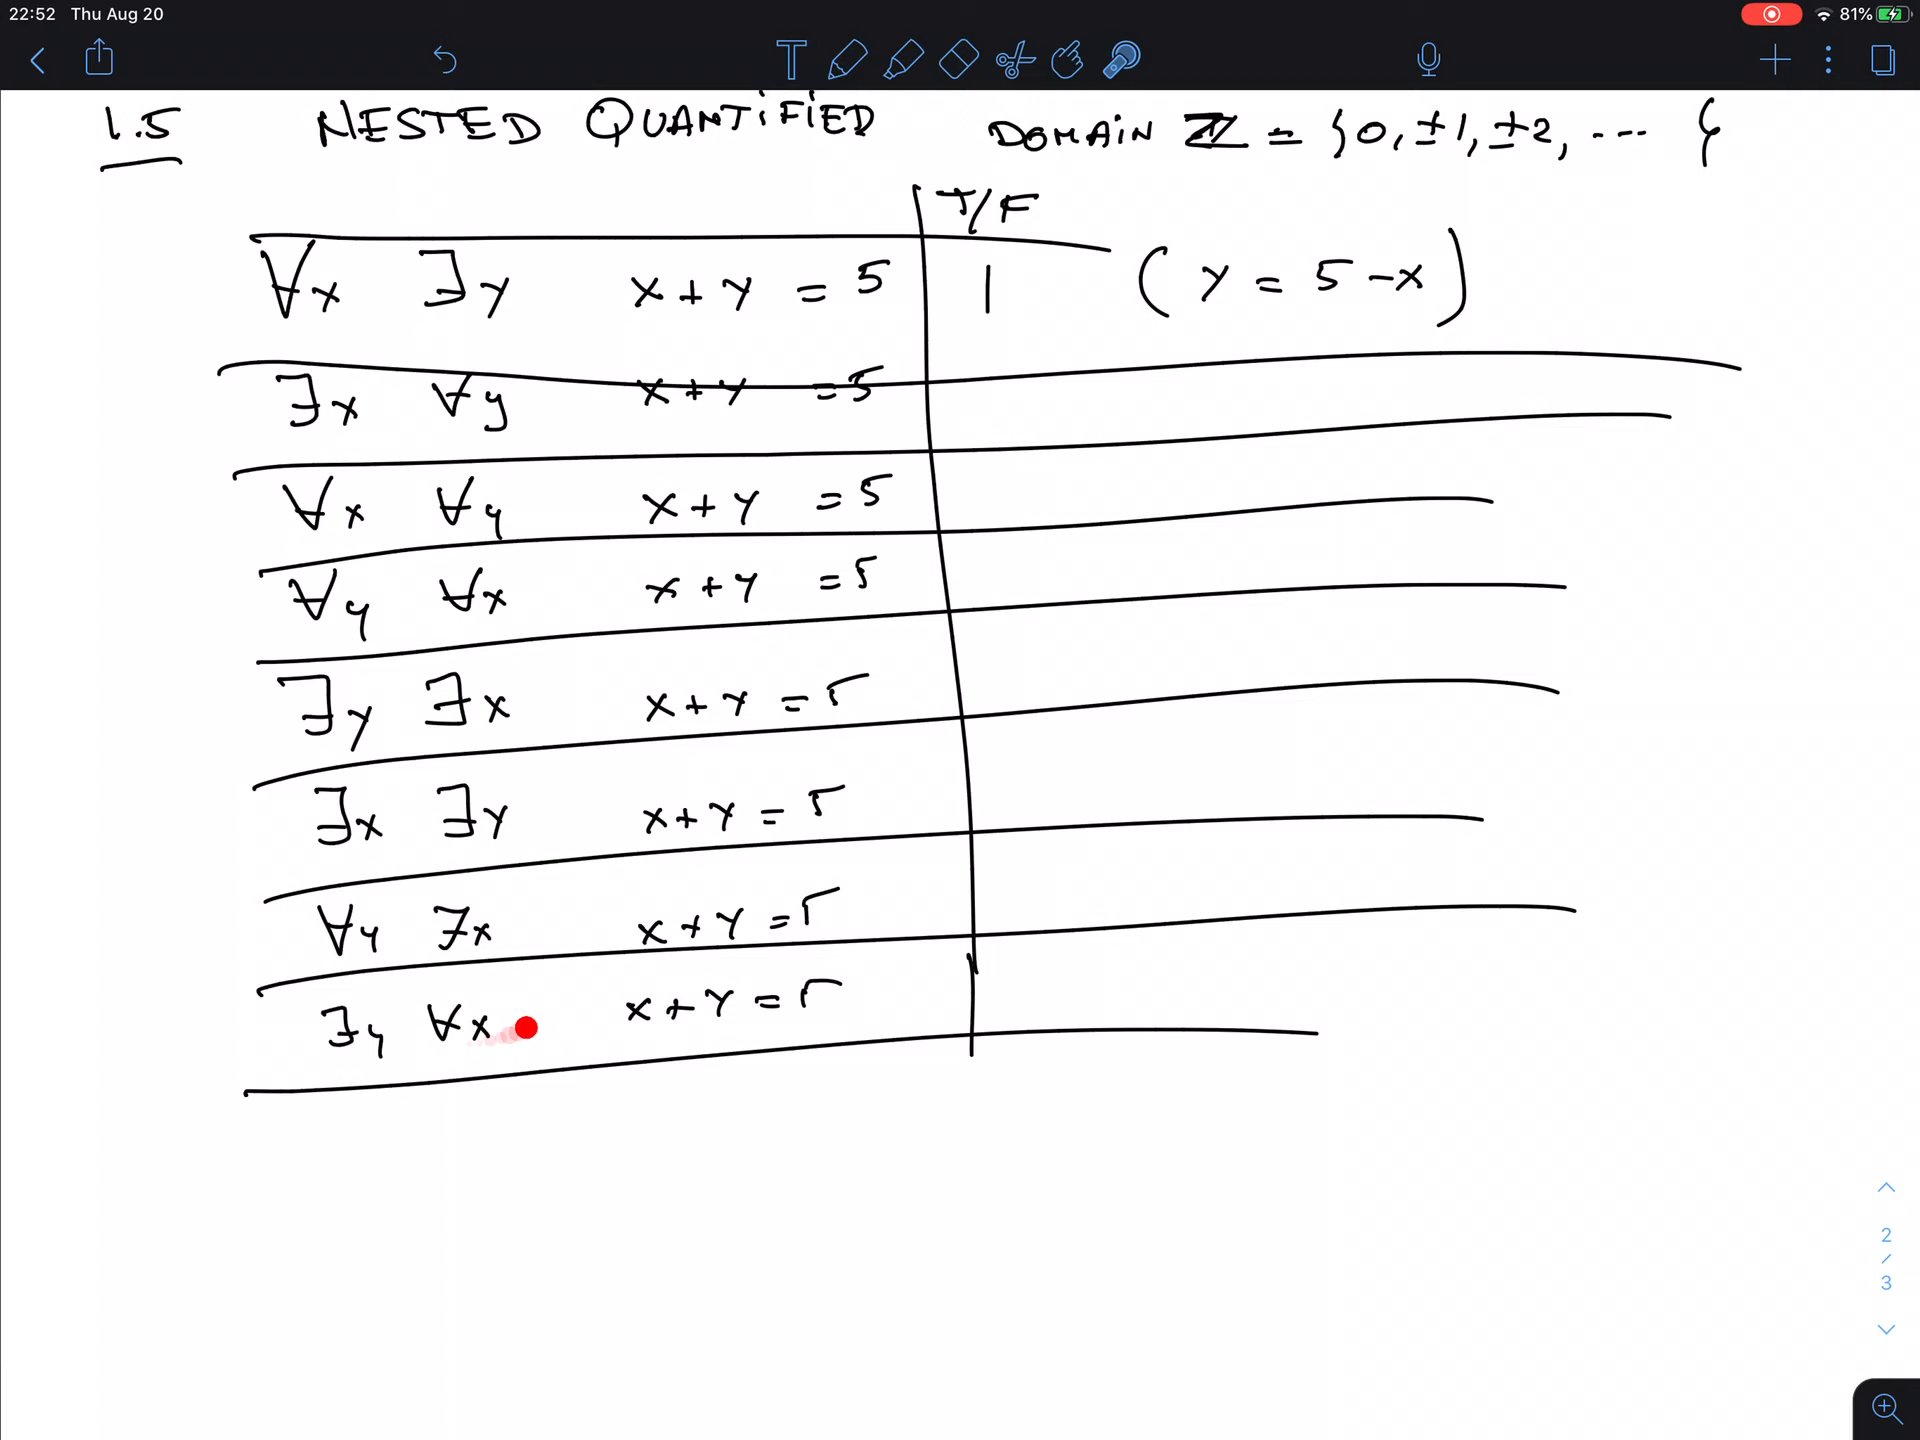 22:52 Thu Aug 20 81%
1.5 NESTED QUANTIFIED DOMAIN ℤ = {0, ±1, ±2, --- }
T/F
∀x ∃y x + y = 5 1 (y = 5 - x)
∃x ∀y x + y = 5
∀x ∀y x + y = 5
∀y ∀x x + y = 5
∃y ∃x x + y = 5
∃x ∃y x + y = 5
∀y ∃x x + y = 5
∃y ∀x x + y = 5
2
/
3